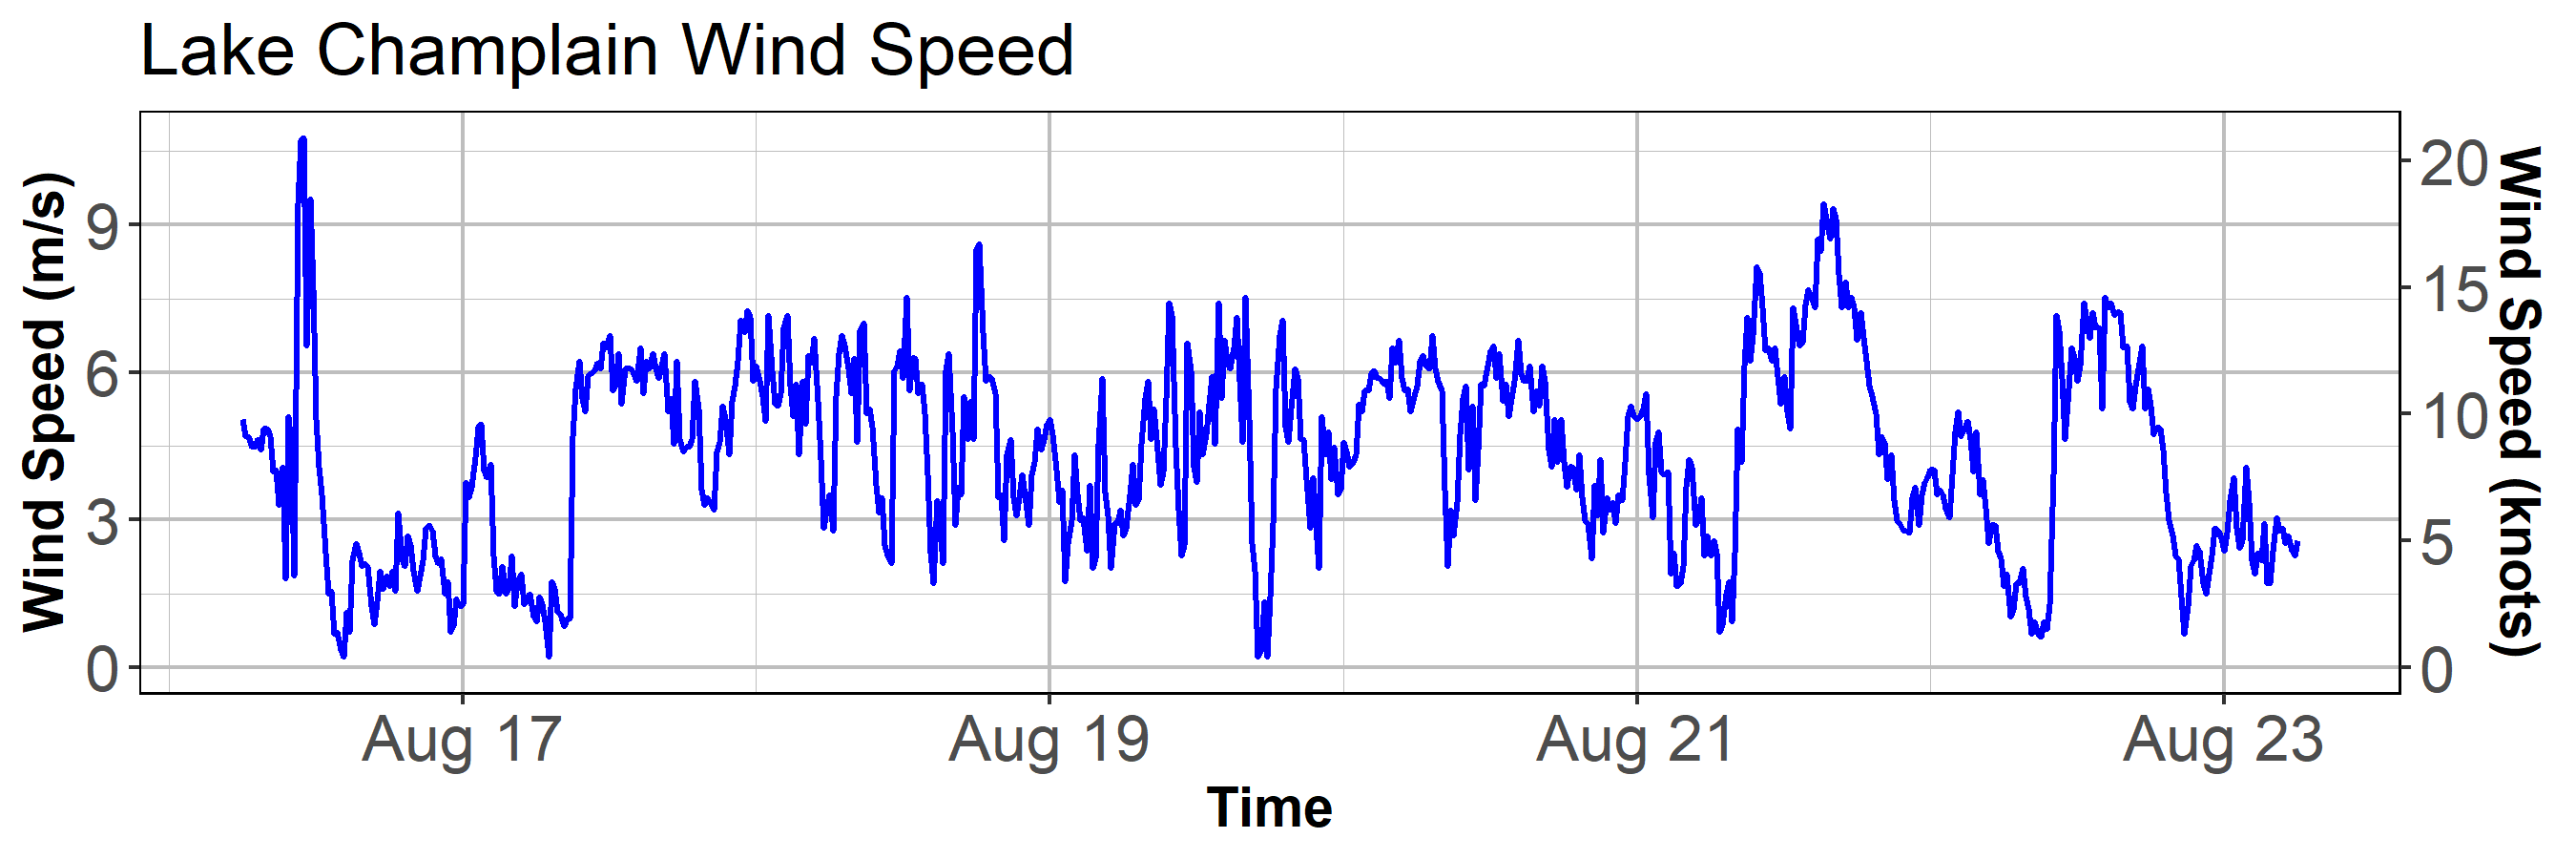 Lake Champlain Wind Speed
Wind Speed (m/s)
9
6
3
0
20
15
10
5
0
Wind Speed (knots)
Aug 17
Aug 19
Aug 21
Aug 23
Time